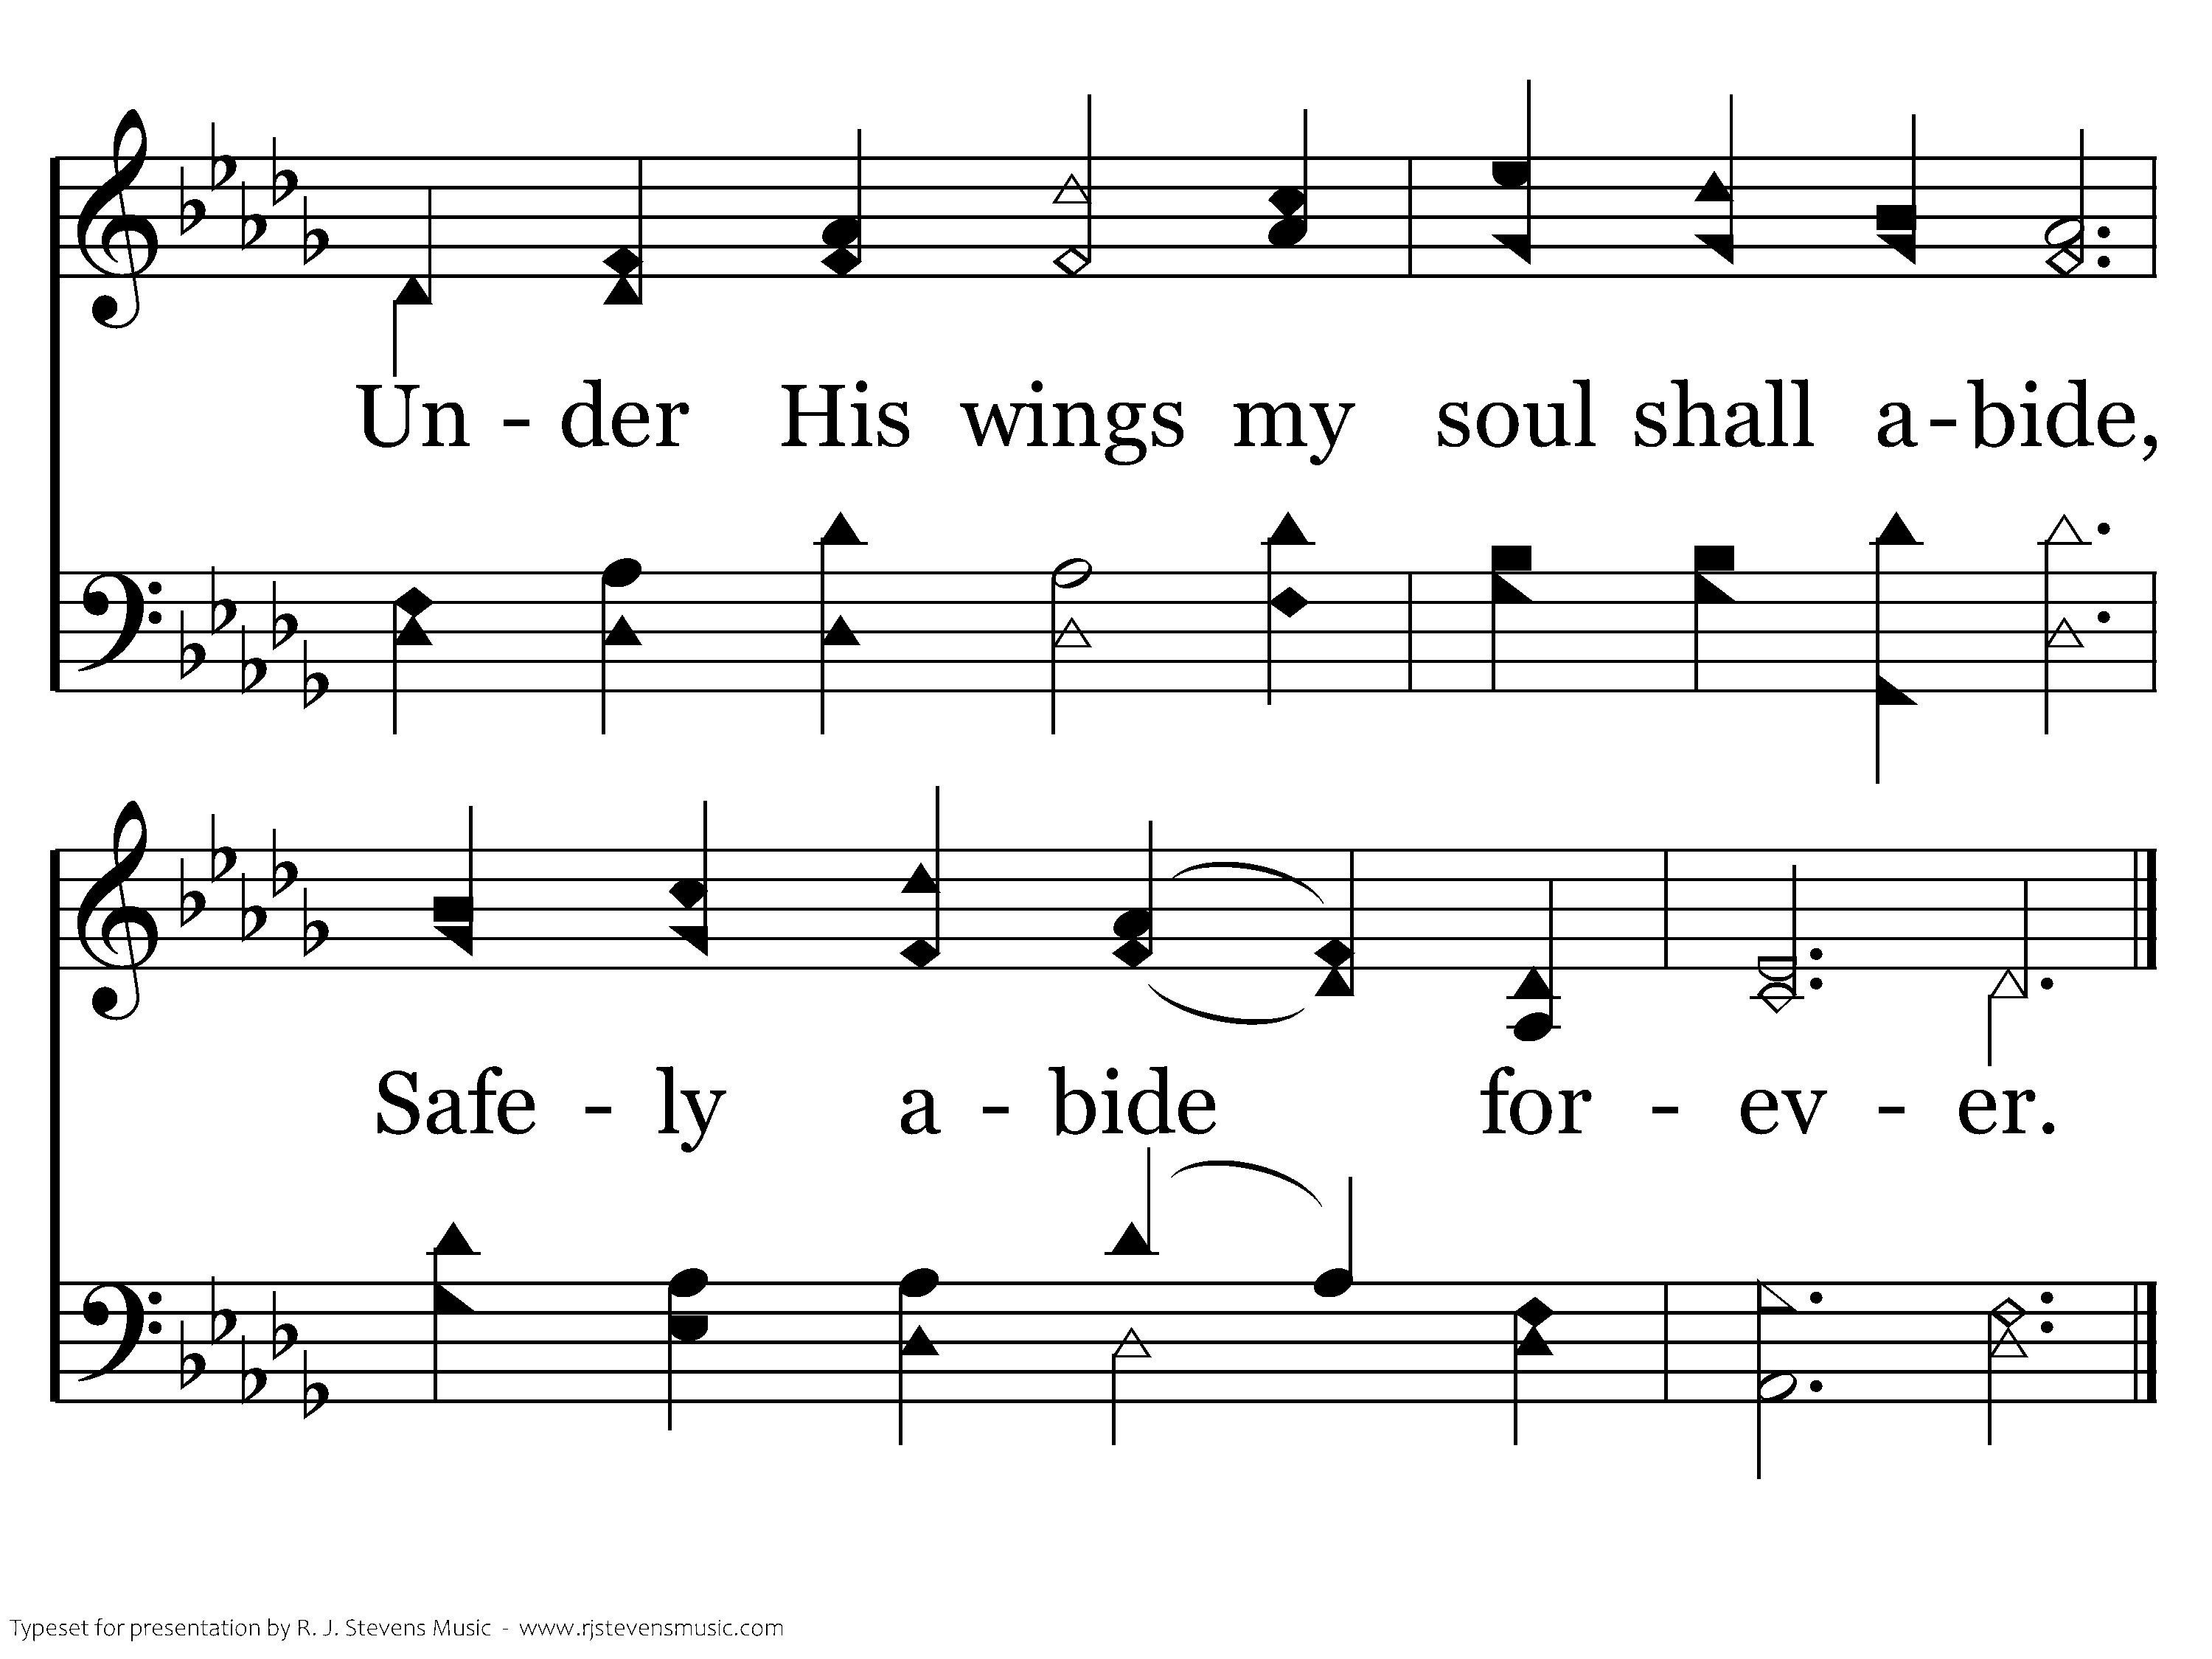 Un - der His wings my soul shall a - bide,
Safe - ly a - bide for - ev - er.
Typeset for presentation by R. J. Stevens Music - www.rjstevensmusic.com